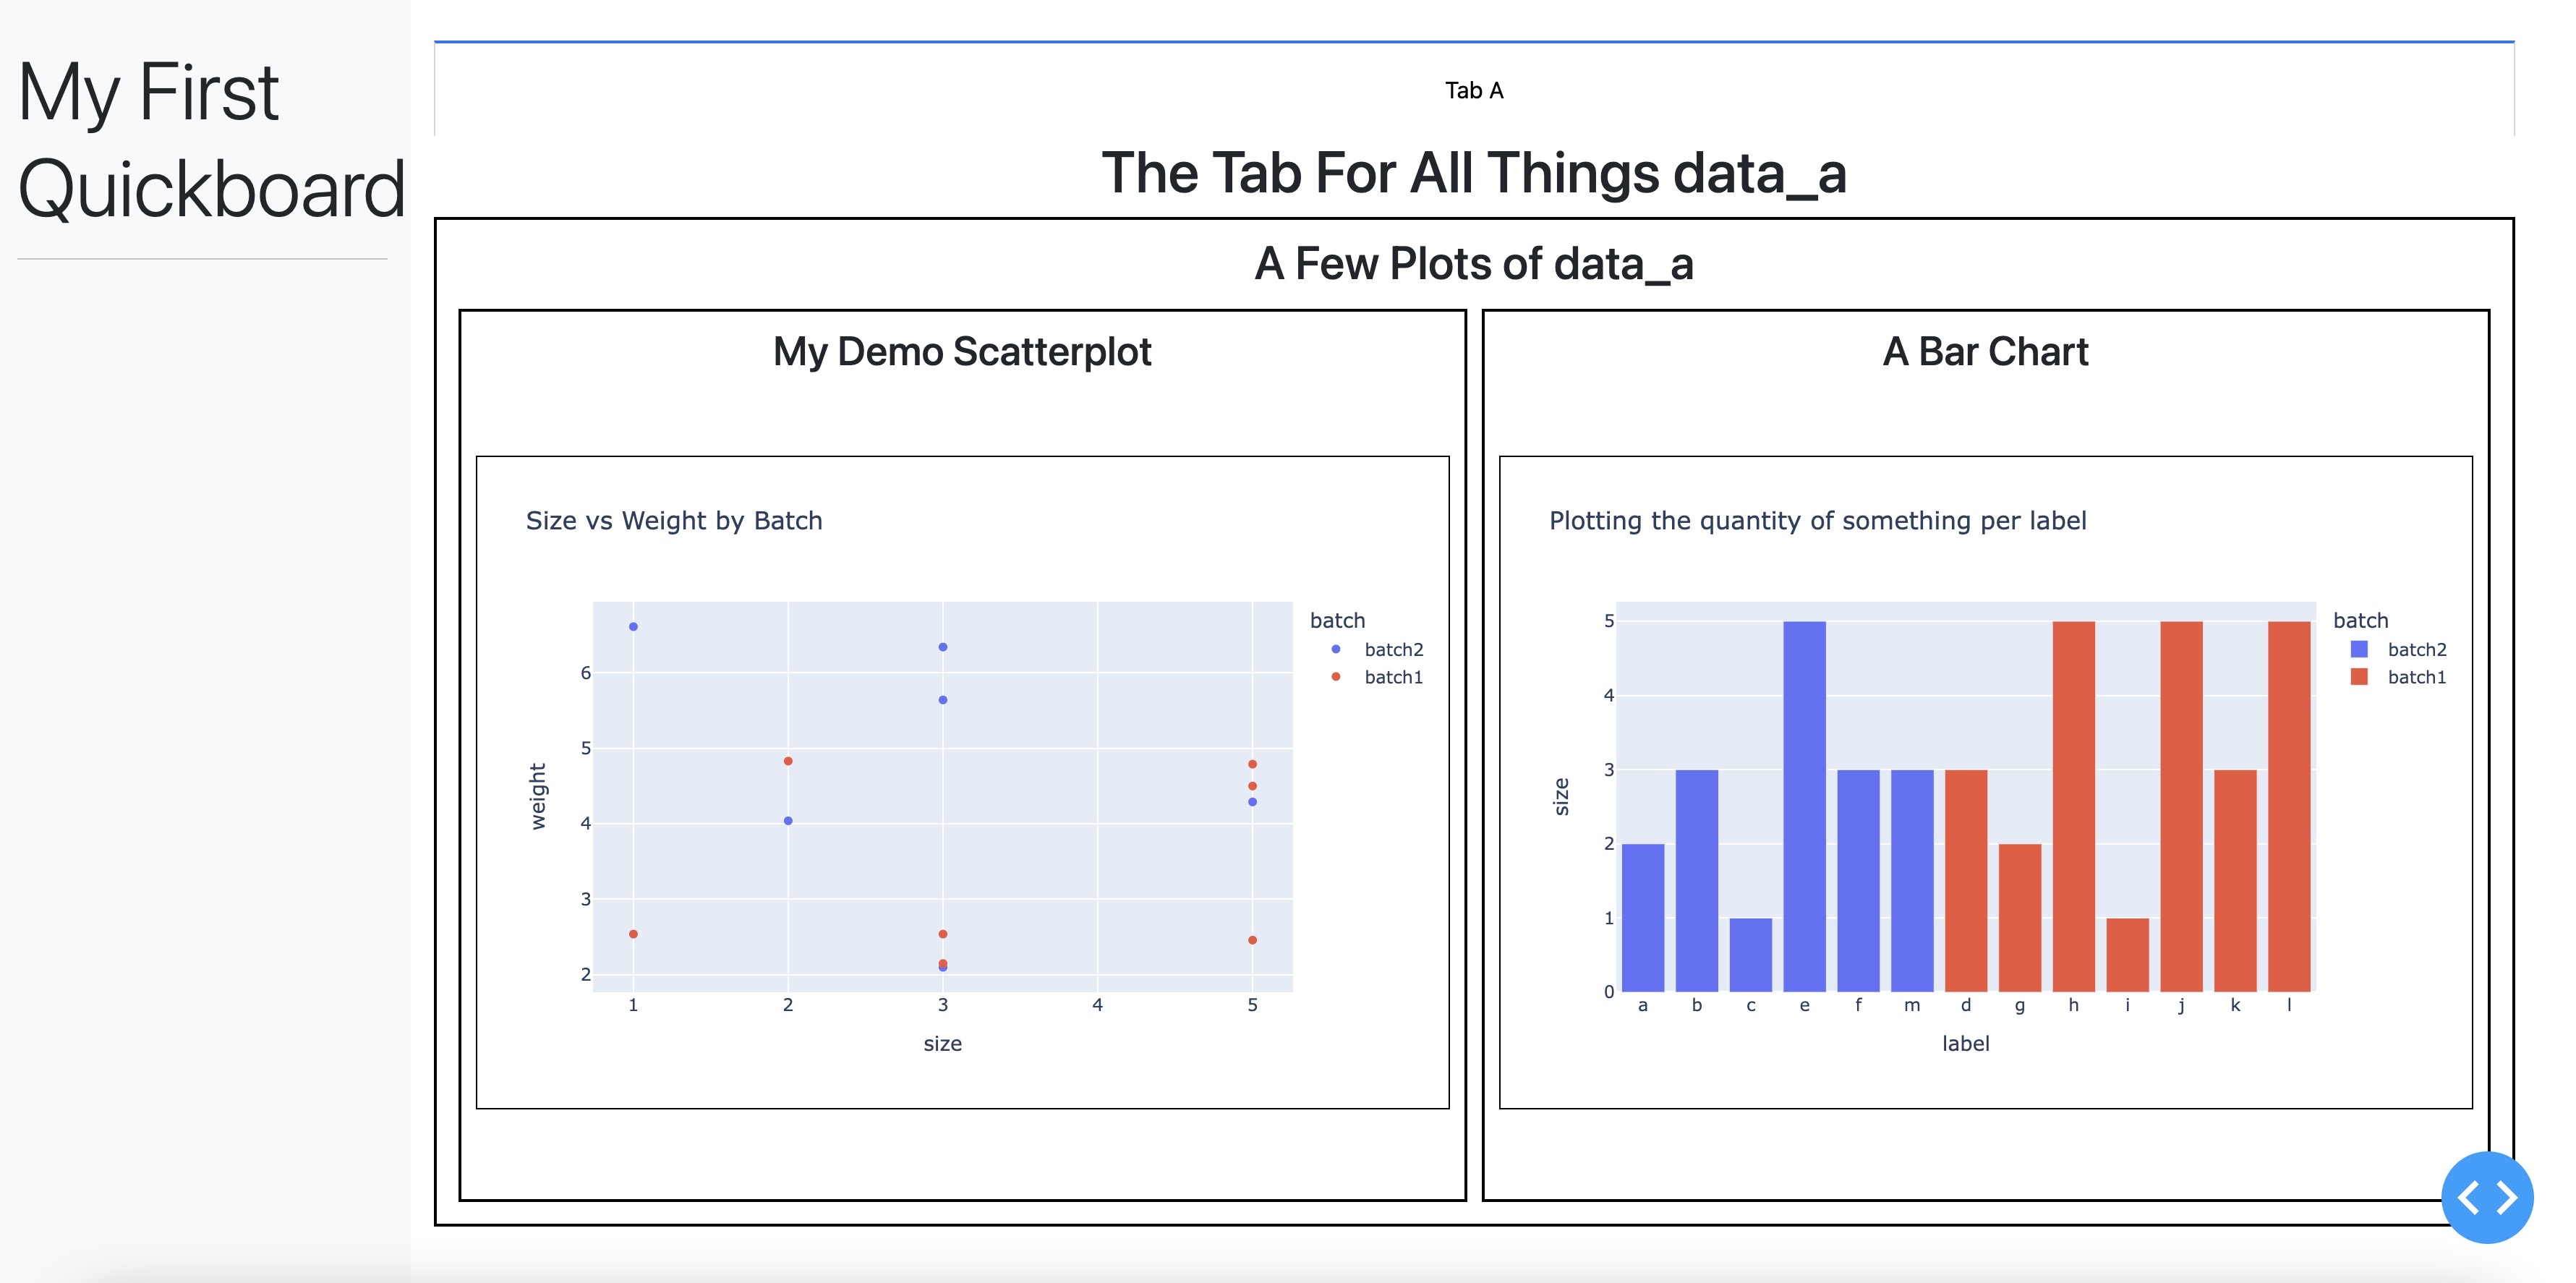 My First
Quickboard
Tab A
The Tab For All Things data_a
A Few Plots of data_a
My Demo Scatterplot
Size vs Weight by Batch
batch
batch2
batch1
6
5
4
3
2
weight
1 2 3 4 5
size
A Bar Chart
Plotting the quantity of something per label
batch
batch2
batch1
5
4
3
2
1
0
size
a b c e f m d g h i j k l
label